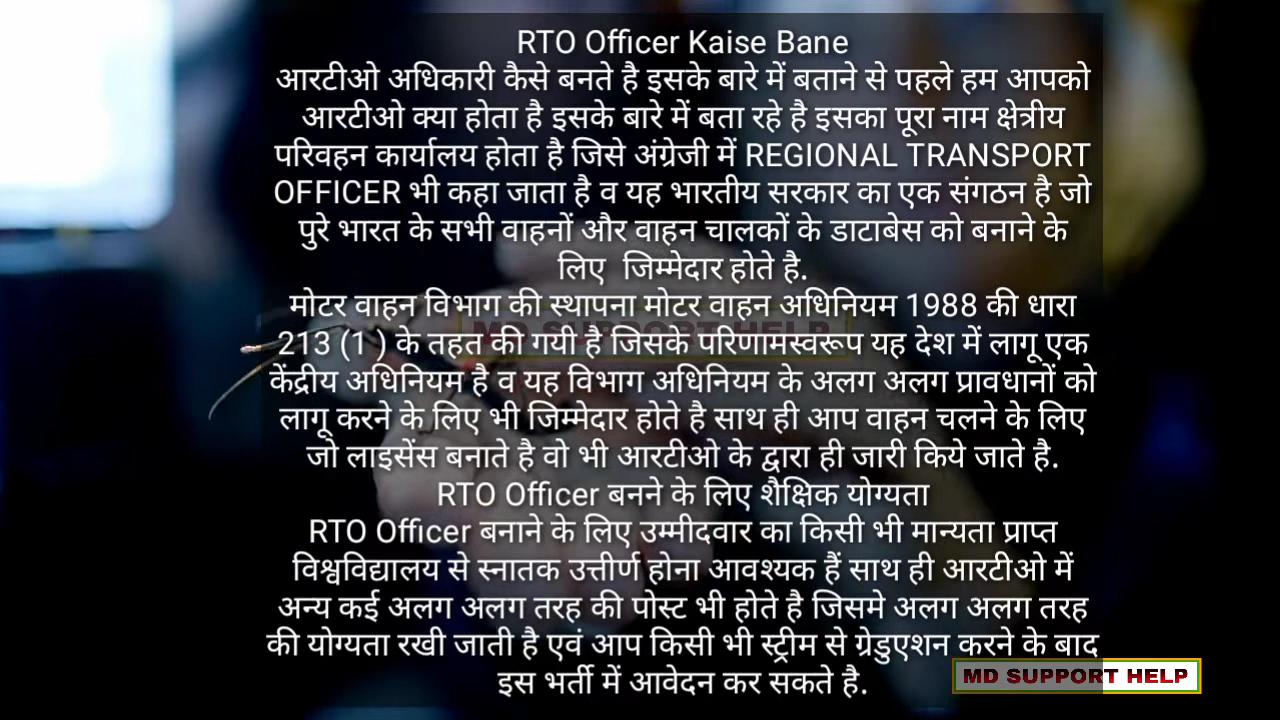 RTO Officer Kaise Bane
आरटीओ अधिकारी कैसे बनते है इसके बारे में बताने से पहले हम आपको
आरटीओ क्या होता है इसके बारे में बता रहे है इसका पूरा नाम क्षेत्रीय
परिवहन कार्यालय होता है जिसे अंग्रेजी में REGIONAL TRANSPORT
OFFICER भी कहा जाता है व यह भारतीय सरकार का एक संगठन है जो
पुरे भारत के सभी वाहनों और वाहन चालकों के डाटाबेस को बनाने के
लिए जिम्मेदार होते है.
मोटर वाहन विभाग की स्थापना मोटर वाहन अधिनियम 1988 की धारा
213 (1 ) के तहत की गयी है जिसके परिणामस्वरूप यह देश में लागू एक
केंद्रीय अधिनियम है व यह विभाग अधिनियम के अलग अलग प्रावधानों को
लागू करने के लिए भी जिम्मेदार होते है साथ ही आप वाहन चलने के लिए
जो लाइसेंस बनाते है वो भी आरटीओ के द्वारा ही जारी किये जाते है.
RTO Officer बनने के लिए शैक्षिक योग्यता
RTO Officer बनाने के लिए उम्मीदवार का किसी भी मान्यता प्राप्त
विश्वविद्यालय से स्नातक उत्तीर्ण होना आवश्यक हैं साथ ही आरटीओ में
अन्य कई अलग अलग तरह की पोस्ट भी होते है जिसमे अलग अलग तरह
की योग्यता रखी जाती है एवं आप किसी भी स्ट्रीम से ग्रेडुएशन करने के बाद
इस भर्ती में आवेदन कर सकते है.
MD SUPPORT HELP
MD SUPPORT HELP